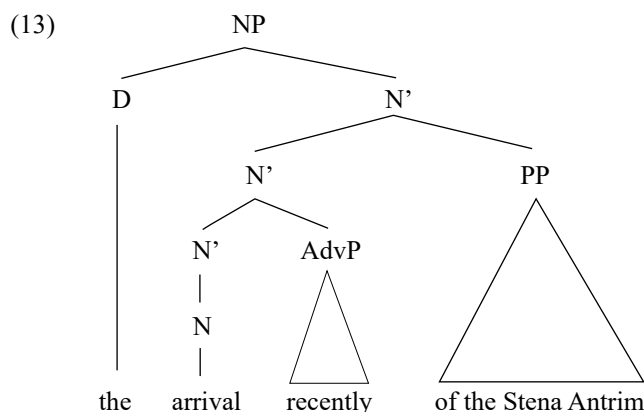 (13) NP
D N’
N’ PP
N’ AdvP
N
the arrival recently of the Stena Antrim